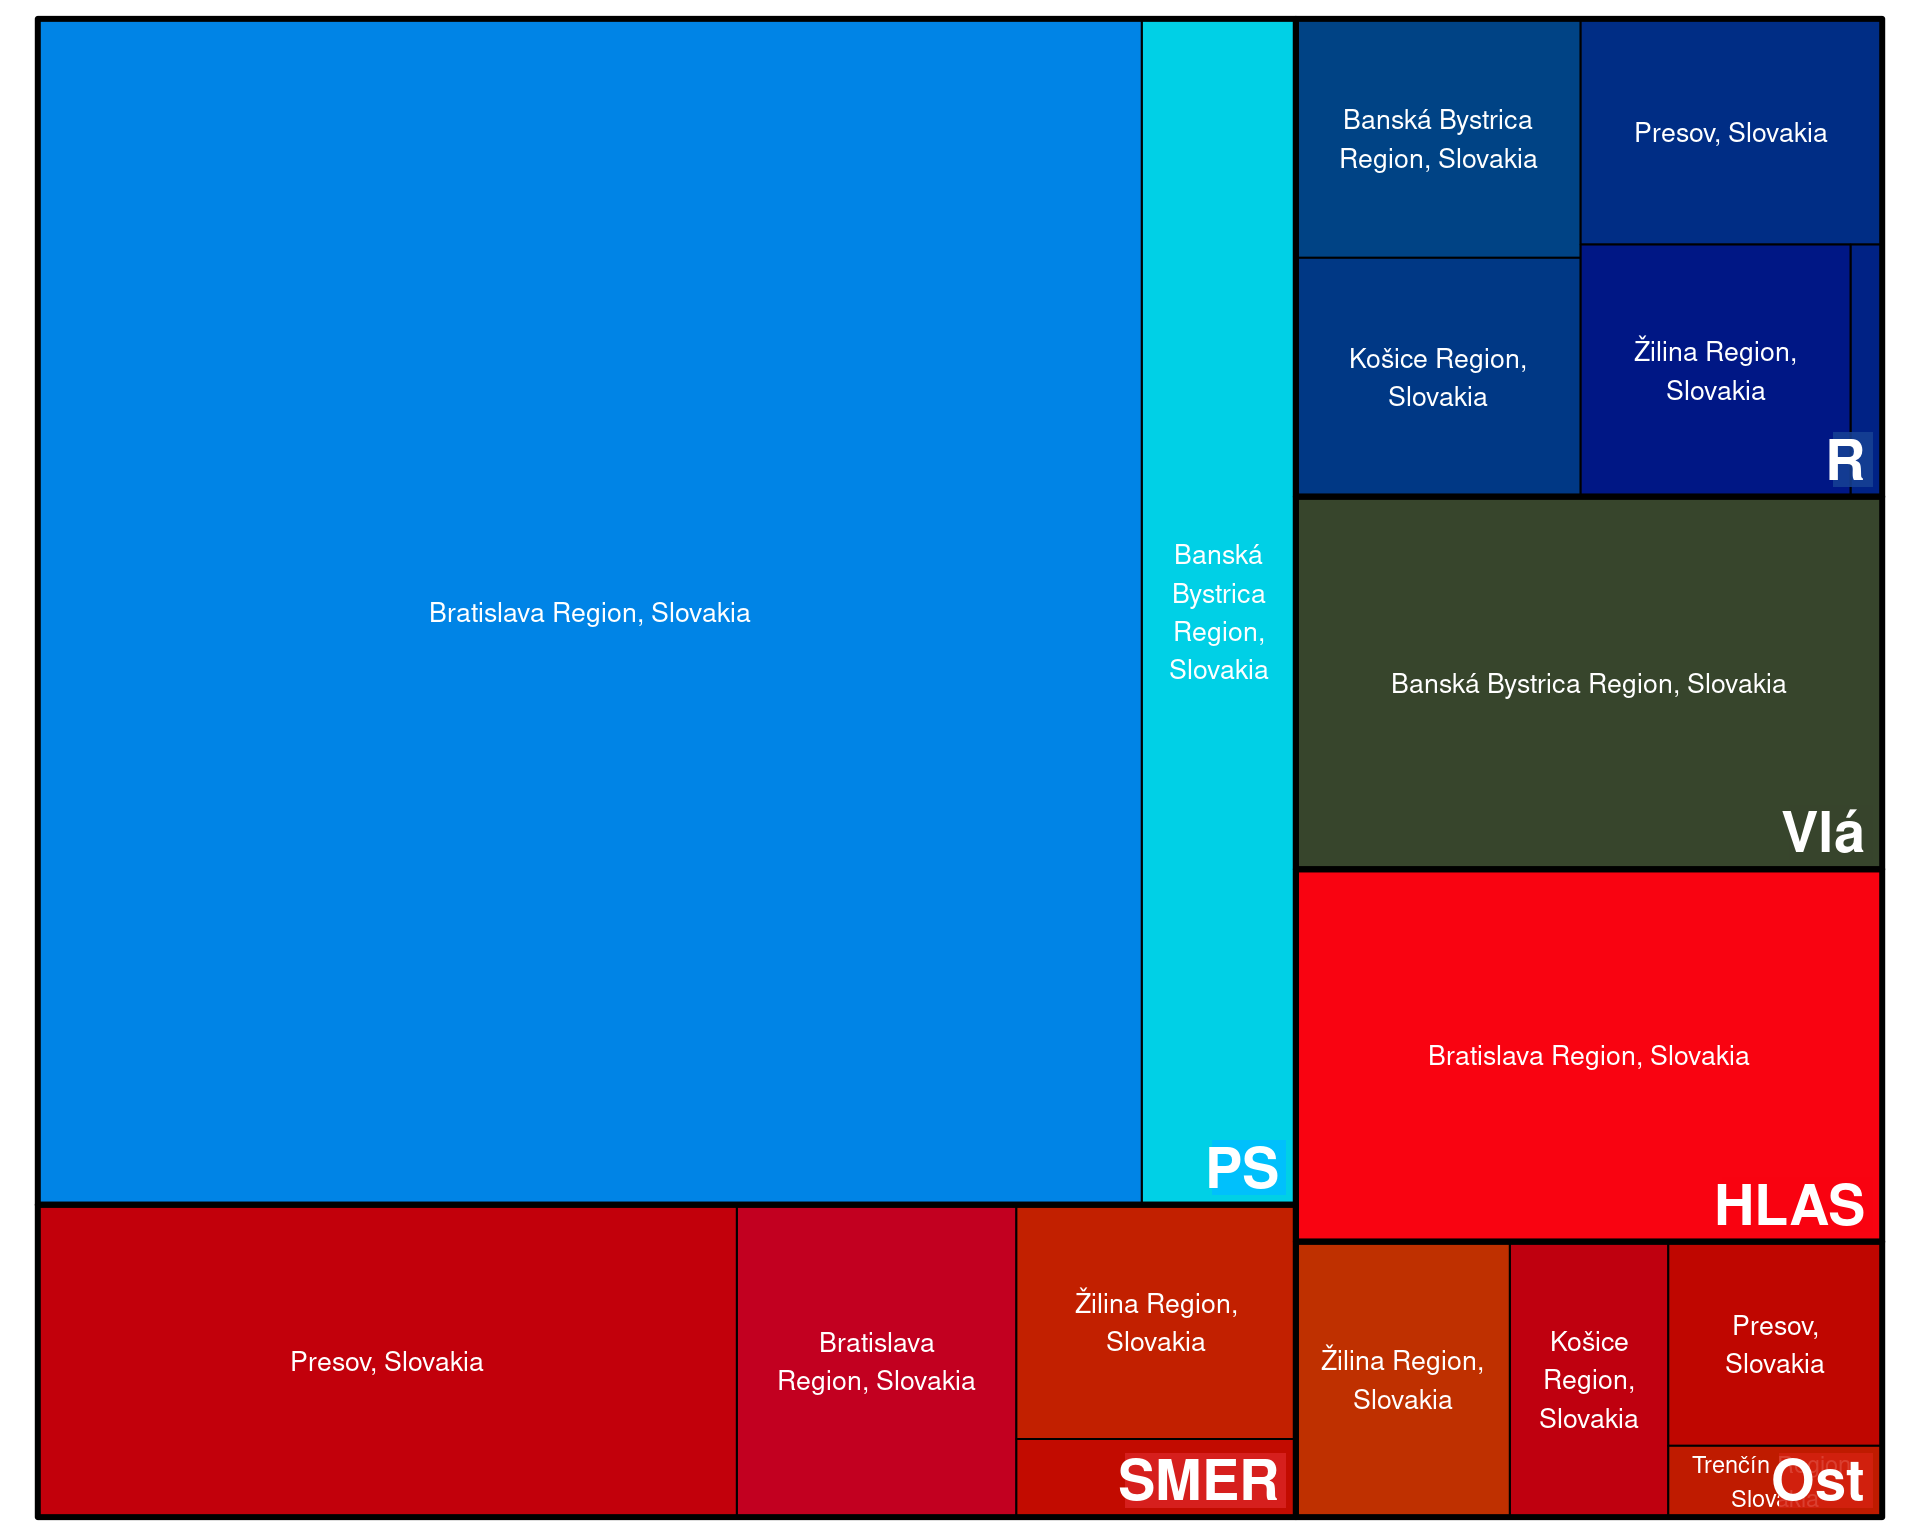 Bratislava Region, Slovakia
Banská
Bystrica
Region,
Slovakia
PS
Presov, Slovakia
Bratislava
Region, Slovakia
Žilina Region,
Slovakia
SMER
Banská Bystrica
Region, Slovakia
Presov, Slovakia
Košice Region,
Slovakia
Žilina Region,
Slovakia
R
Banská Bystrica Region, Slovakia
Vlá
Bratislava Region, Slovakia
HLAS
Žilina Region,
Slovakia
Košice
Region,
Slovakia
Presov,
Slovakia
Trenčín Region,
Slovakia
Ost